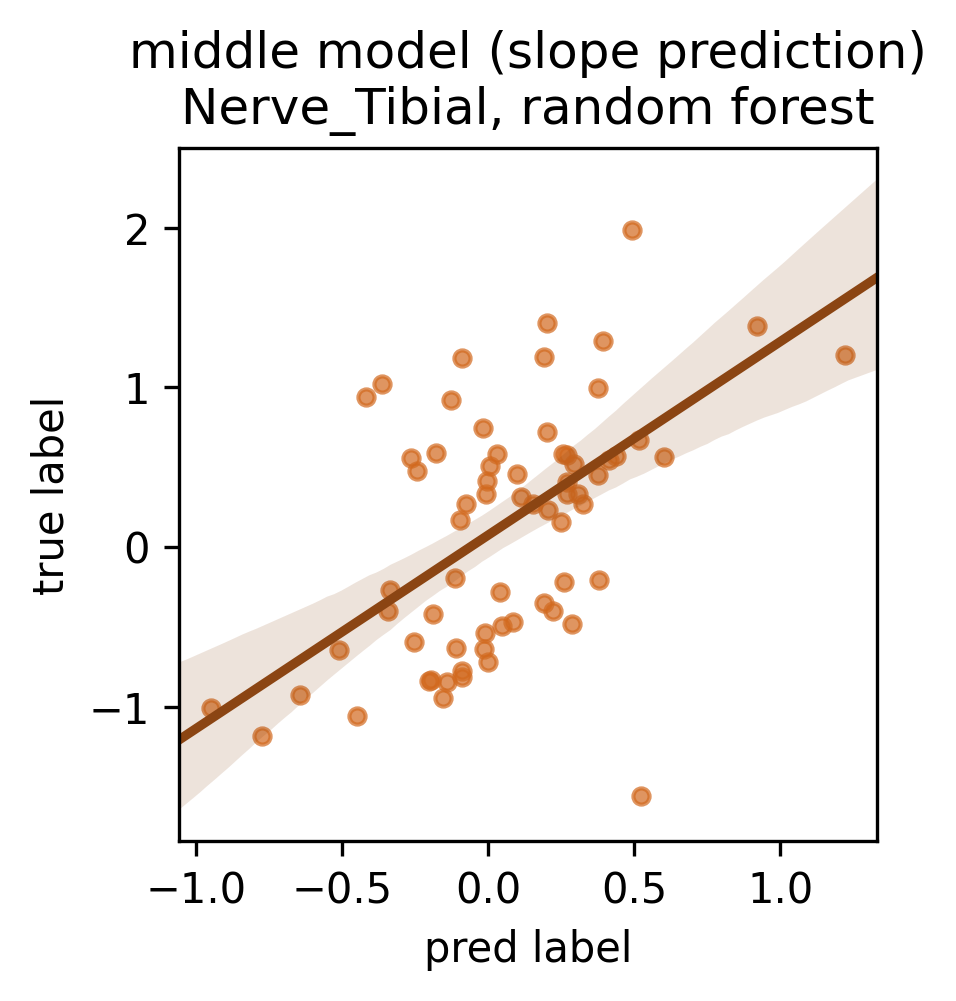 middle model (slope prediction)
Nerve_Tibial, random forest
2
1
0
−1
true label
−1.0
−0.5
0.0
0.5
1.0
pred label